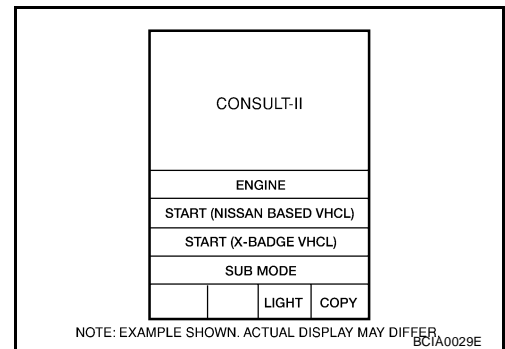 CONSULT-II
ENGINE
START (NISSAN BASED VHCL)
START (X-BADGE VHCL)
SUB MODE
LIGHT COPY
NOTE: EXAMPLE SHOWN. ACTUAL DISPLAY MAY DIFFER.
BCIA0029E